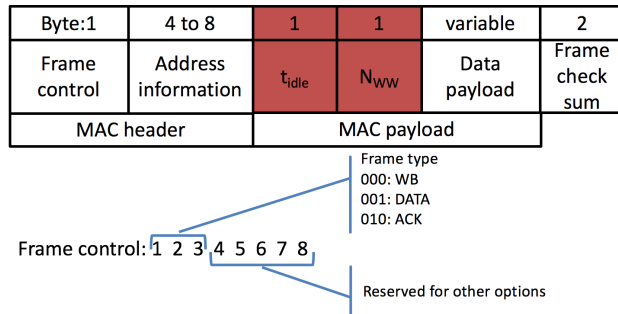 Byte:1 4 to 8 1 1 variable 2
Frame control Address information t_idle N_WW Data payload Frame check sum
MAC header MAC payload
Frame type
000: WB
001: DATA
010: ACK
Frame control: 1 2 3 4 5 6 7 8
Reserved for other options